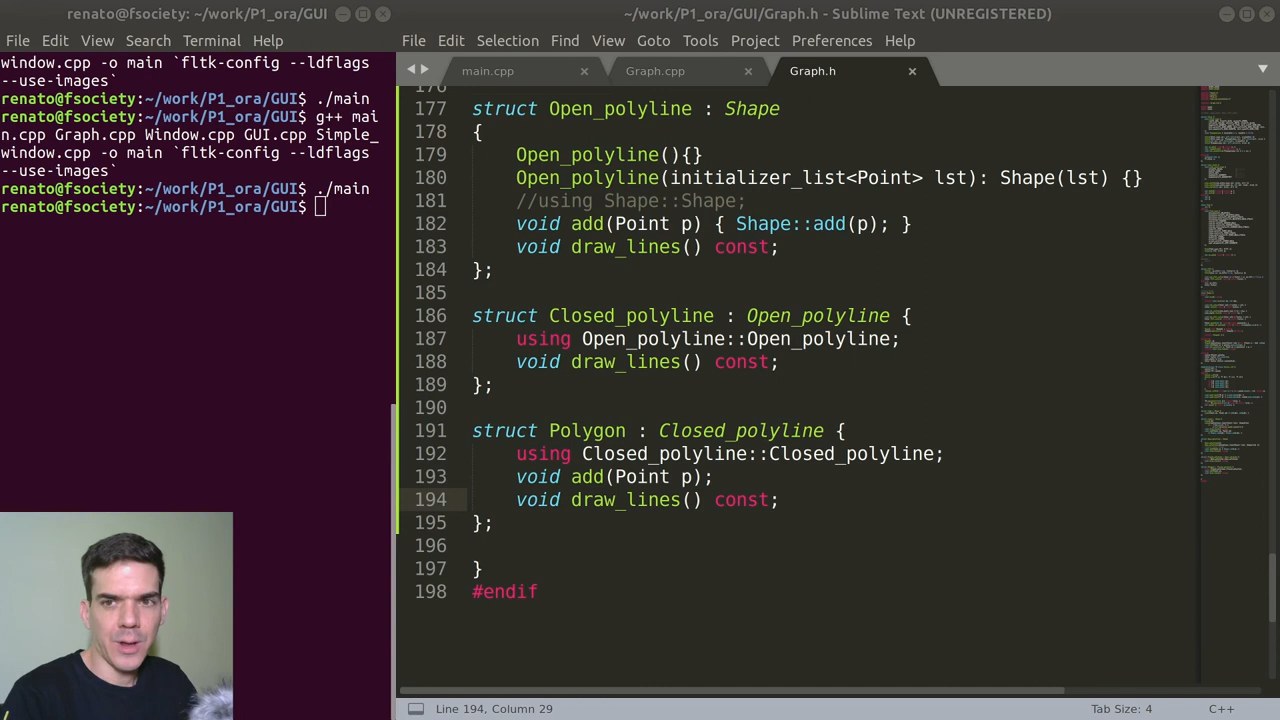 renato@fsociety: ~/work/P1_ora/GUI
File Edit View Search Terminal Help
window.cpp -o main `fltk-config --ldflags
--use-images`
renato@fsociety:~/work/P1_ora/GUI$ ./main
renato@fsociety:~/work/P1_ora/GUI$ g++ mai
n.cpp Graph.cpp Window.cpp GUI.cpp Simple_
window.cpp -o main `fltk-config --ldflags
--use-images`
renato@fsociety:~/work/P1_ora/GUI$ ./main
renato@fsociety:~/work/P1_ora/GUI$
~/work/P1_ora/GUI/Graph.h - Sublime Text (UNREGISTERED)
File Edit Selection Find View Goto Tools Project Preferences Help
main.cpp Graph.cpp Graph.h
176
177 struct Open_polyline : Shape
178 {
179 Open_polyline(){}
180 Open_polyline(initializer_list<Point> lst): Shape(lst) {}
181 //using Shape::Shape;
182 void add(Point p) { Shape::add(p); }
183 void draw_lines() const;
184 };
185
186 struct Closed_polyline : Open_polyline {
187 using Open_polyline::Open_polyline;
188 void draw_lines() const;
189 };
190
191 struct Polygon : Closed_polyline {
192 using Closed_polyline::Closed_polyline;
193 void add(Point p);
194 void draw_lines() const;
195 };
196
197 }
198 #endif
Line 194, Column 29
Tab Size: 4
C++